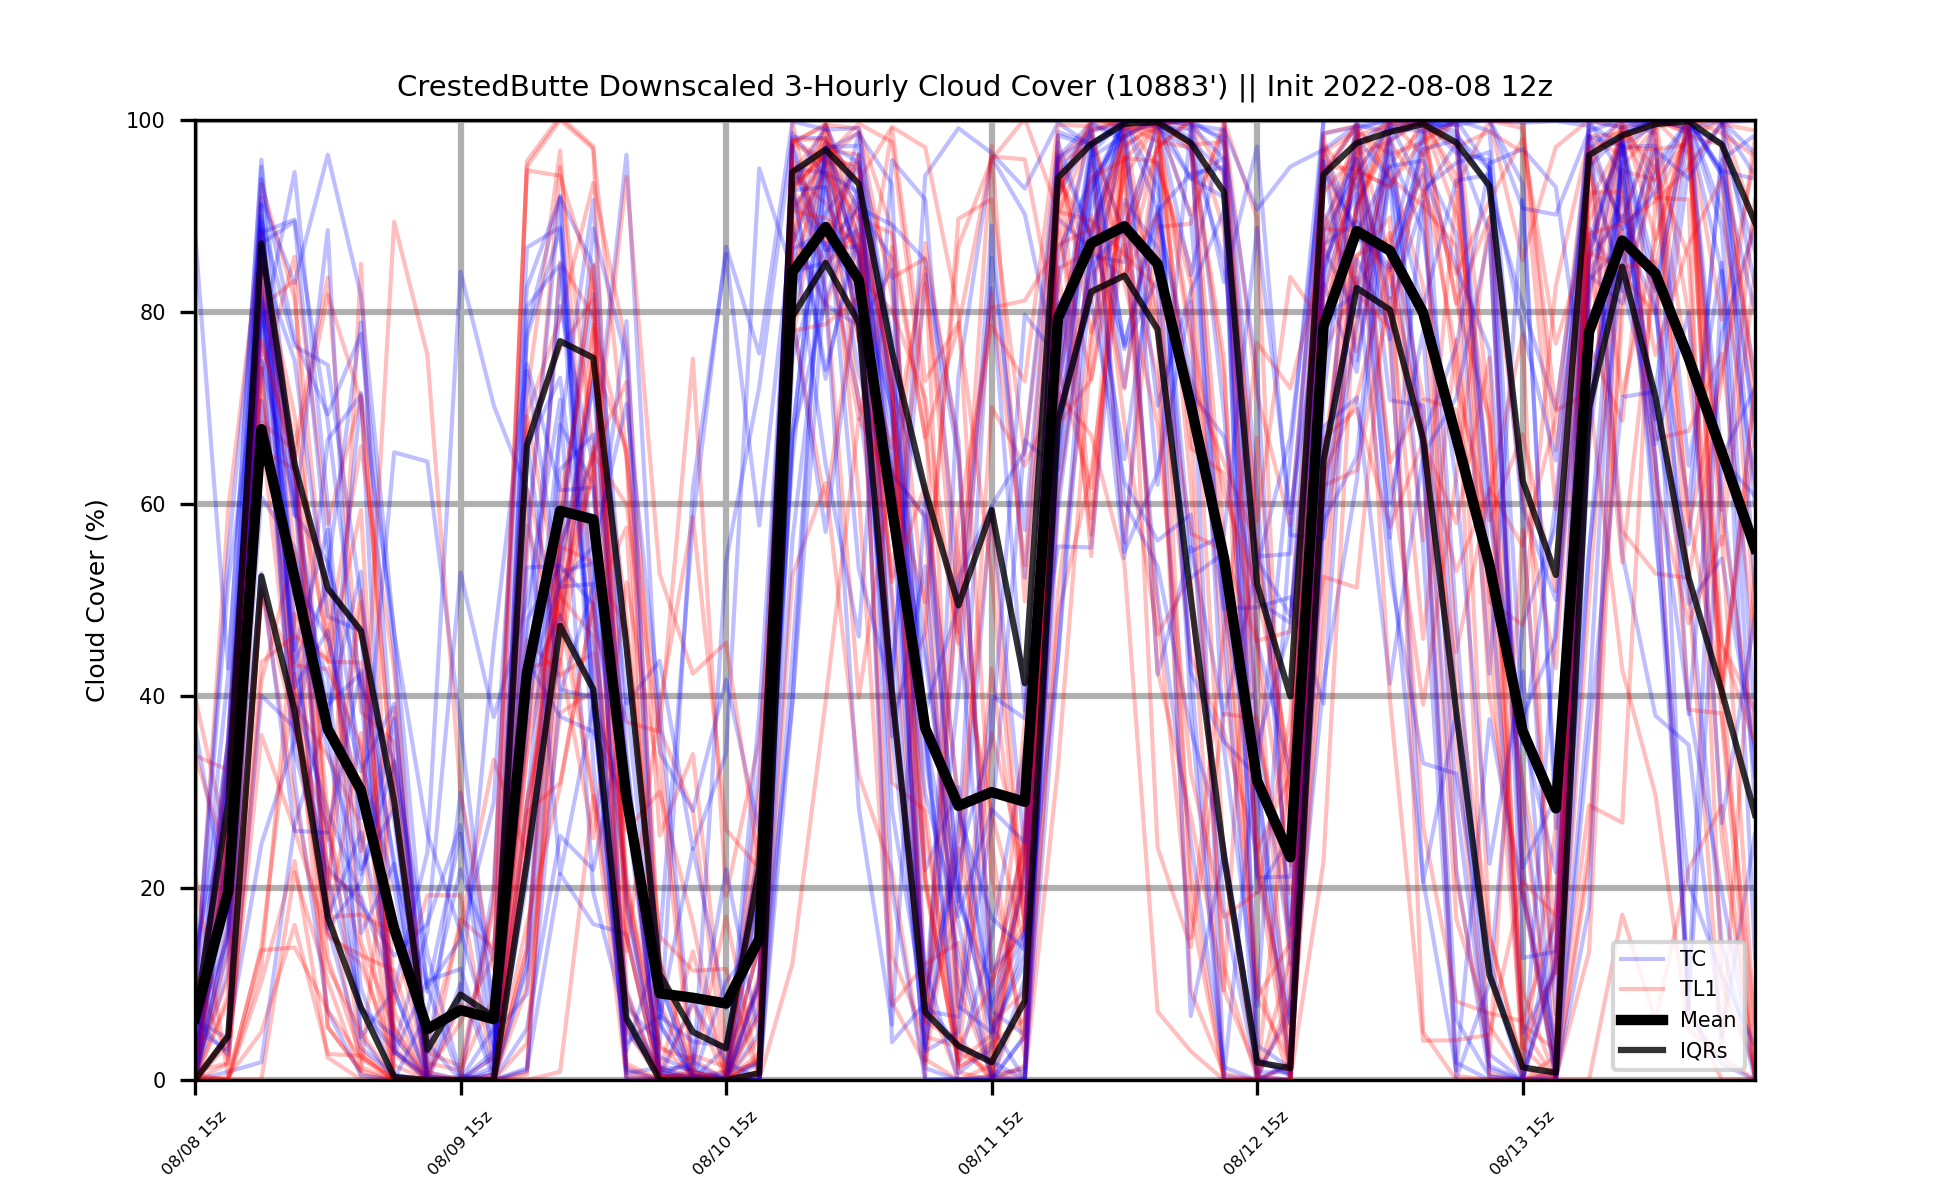 CrestedButte Downscaled 3-Hourly Cloud Cover (10883') || Init 2022-08-08 12z
Cloud Cover (%)
100
80
60
40
20
0
TC
TL1
Mean
IQRs
08/08 15z
08/09 15z
08/10 15z
08/11 15z
08/12 15z
08/13 15z